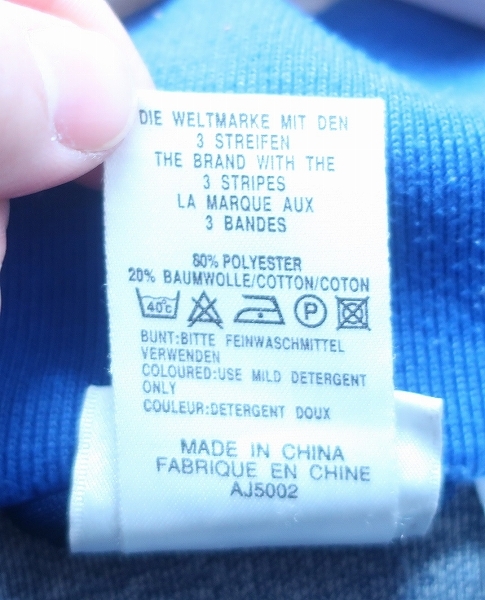 DIE WELTMARKE MIT DEN
3 STREIFEN
THE BRAND WITH THE
3 STRIPES
LA MARQUE AUX
3 BANDES
80% POLYESTER
20% BAUMWOLLE/COTTON/COTON
40°C P
BUNT:BITTE FEINWASCHMITTEL
VERWENDEN
COLOURED:USE MILD DETERGENT
ONLY
COULEUR:DETERGENT DOUX
MADE IN CHINA
FABRIQUE EN CHINE
AJ5002